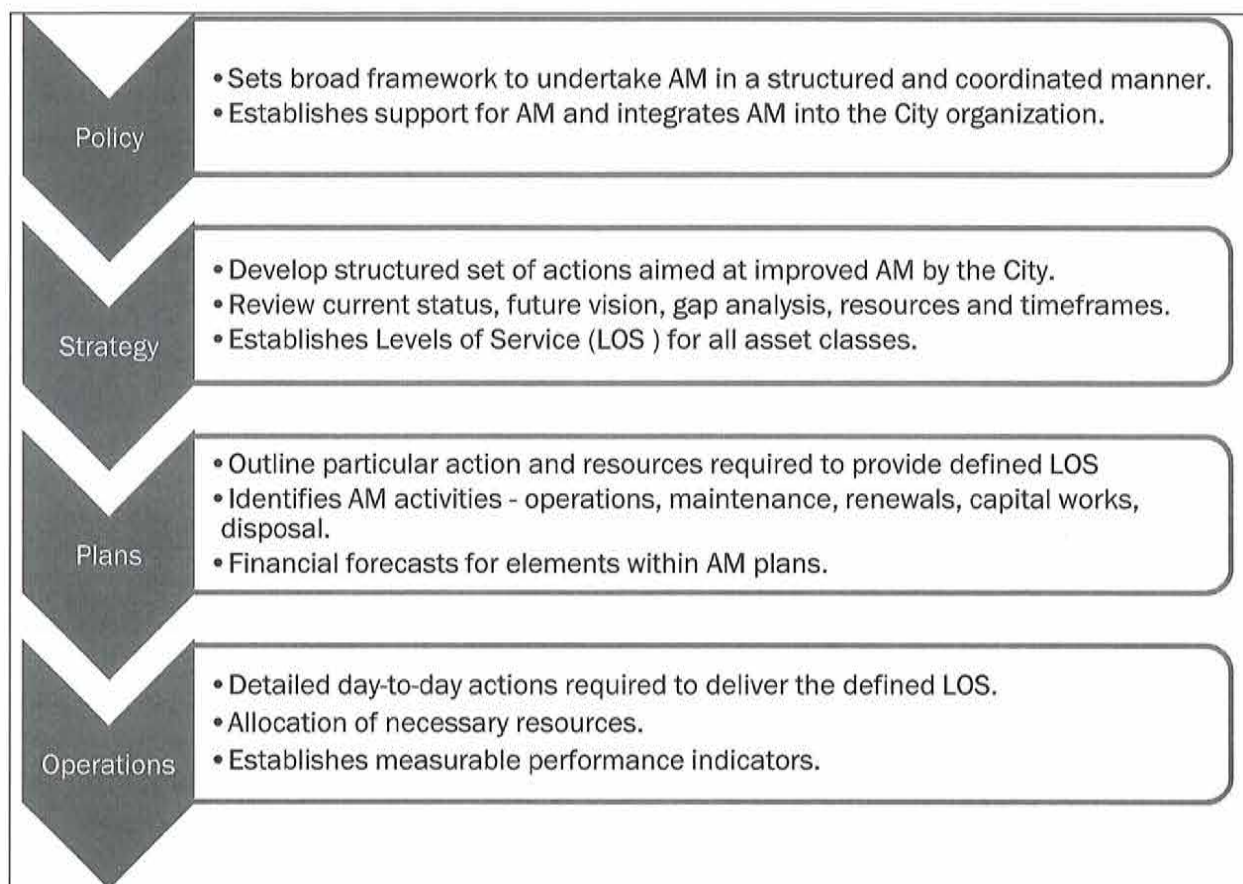 Policy
• Sets broad framework to undertake AM in a structured and coordinated manner.
• Establishes support for AM and integrates AM into the City organization.
Strategy
• Develop structured set of actions aimed at improved AM by the City.
• Review current status, future vision, gap analysis, resources and timeframes.
• Establishes Levels of Service (LOS ) for all asset classes.
Plans
• Outline particular action and resources required to provide defined LOS
• Identifies AM activities - operations, maintenance, renewals, capital works,
disposal.
• Financial forecasts for elements within AM plans.
Operations
• Detailed day-to-day actions required to deliver the defined LOS.
• Allocation of necessary resources.
• Establishes measurable performance indicators.